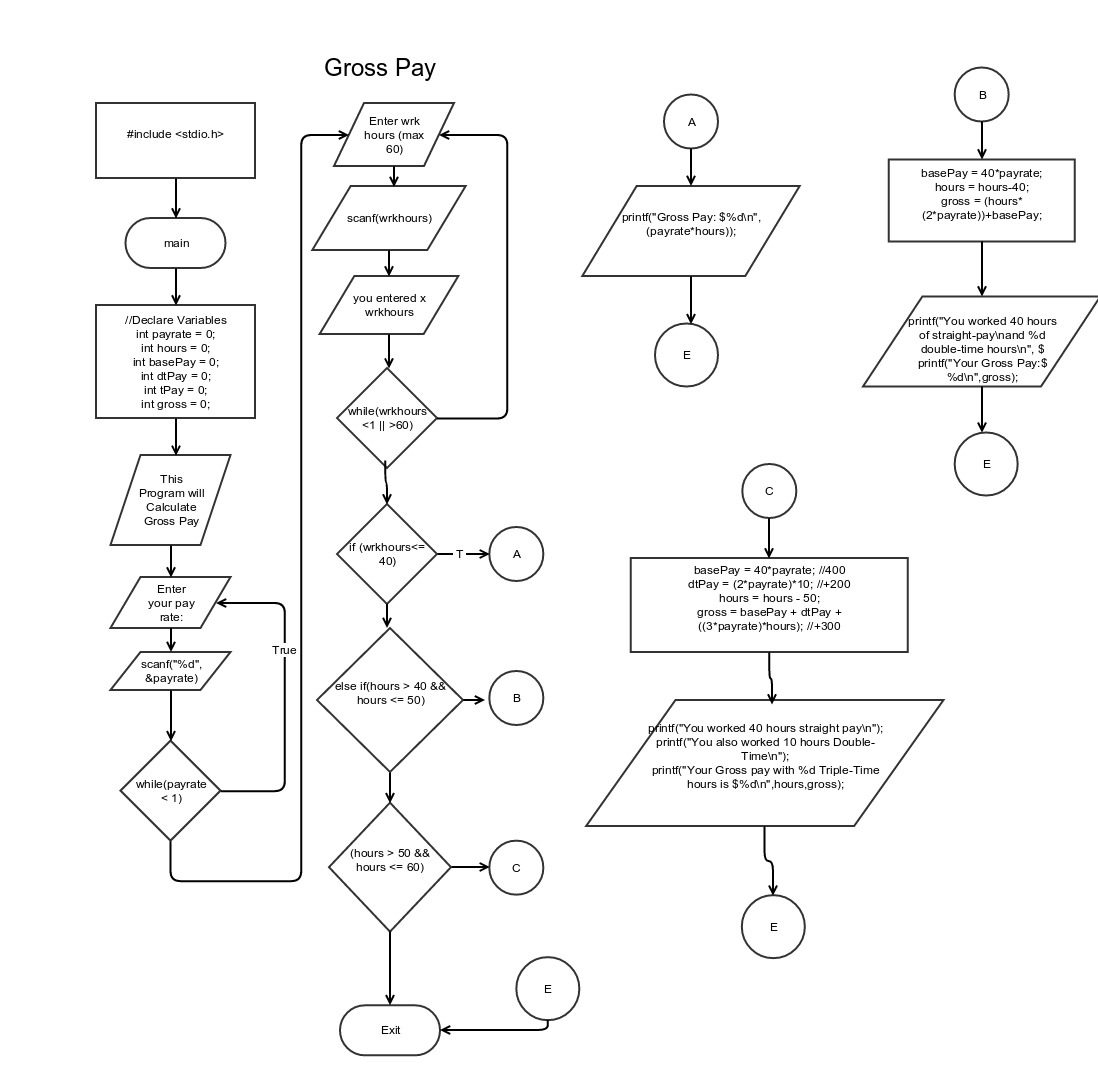 Gross Pay
#include <stdio.h>
main
//Declare Variables
int payrate = 0;
int hours = 0;
int basePay = 0;
int dtPay = 0;
int tPay = 0;
int gross = 0;
This
Program will
Calculate
Gross Pay
Enter
your pay
rate:
scanf("%d",
&payrate)
while(payrate
< 1)
True
Enter wrk
hours (max
60)
scanf(wrkhours)
you entered x
wrkhours
while(wrkhours
<1 || >60)
if (wrkhours<=
40)
T
A
else if(hours > 40 &&
hours <= 50)
B
(hours > 50 &&
hours <= 60)
C
E
Exit
A
printf("Gross Pay: $%d\n",
(payrate*hours));
E
B
basePay = 40*payrate;
hours = hours-40;
gross = (hours*
(2*payrate))+basePay;
printf("You worked 40 hours
of straight-pay\nand %d
double-time hours\n", $
printf("Your Gross Pay:$
%d\n",gross);
E
C
basePay = 40*payrate; //400
dtPay = (2*payrate)*10; //+200
hours = hours - 50;
gross = basePay + dtPay +
((3*payrate)*hours); //+300
printf("You worked 40 hours straight pay\n");
printf("You also worked 10 hours Double-
Time\n");
printf("Your Gross pay with %d Triple-Time
hours is $%d\n",hours,gross);
E